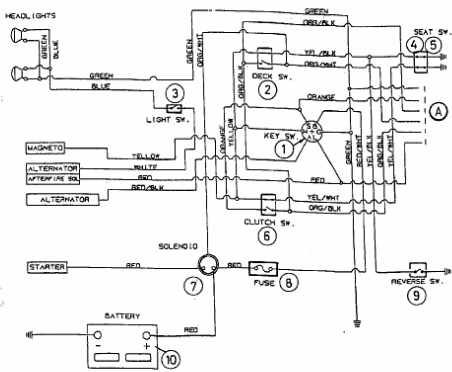 HEADLIGHTS
GREEN
BLUE
GREEN
ORG/WHT
ORG/BLK
GREEN
ORG/BLK
GREEN
BLUE
YEL/BLK
ORG/WHT
SEAT SW.
4
5
DECK SW.
2
3
LIGHT SW.
ORANGE
A
KEY SW.
1
S
G
L
ORANGE
YELLOW
GREEN
RED/WHT
ORG/BLK
YEL/WHT
MAGNETO
YELLOW
ALTERNATOR
WHITE
AFTERFIRE SOL
RED
RED
ALTERNATOR
RED/BLK
YEL/WHT
ORG/BLK
CLUTCH SW.
6
SOLENOID
STARTER
RED
7
RED
FUSE
8
REVERSE SW.
9
BATTERY
RED
- +
10